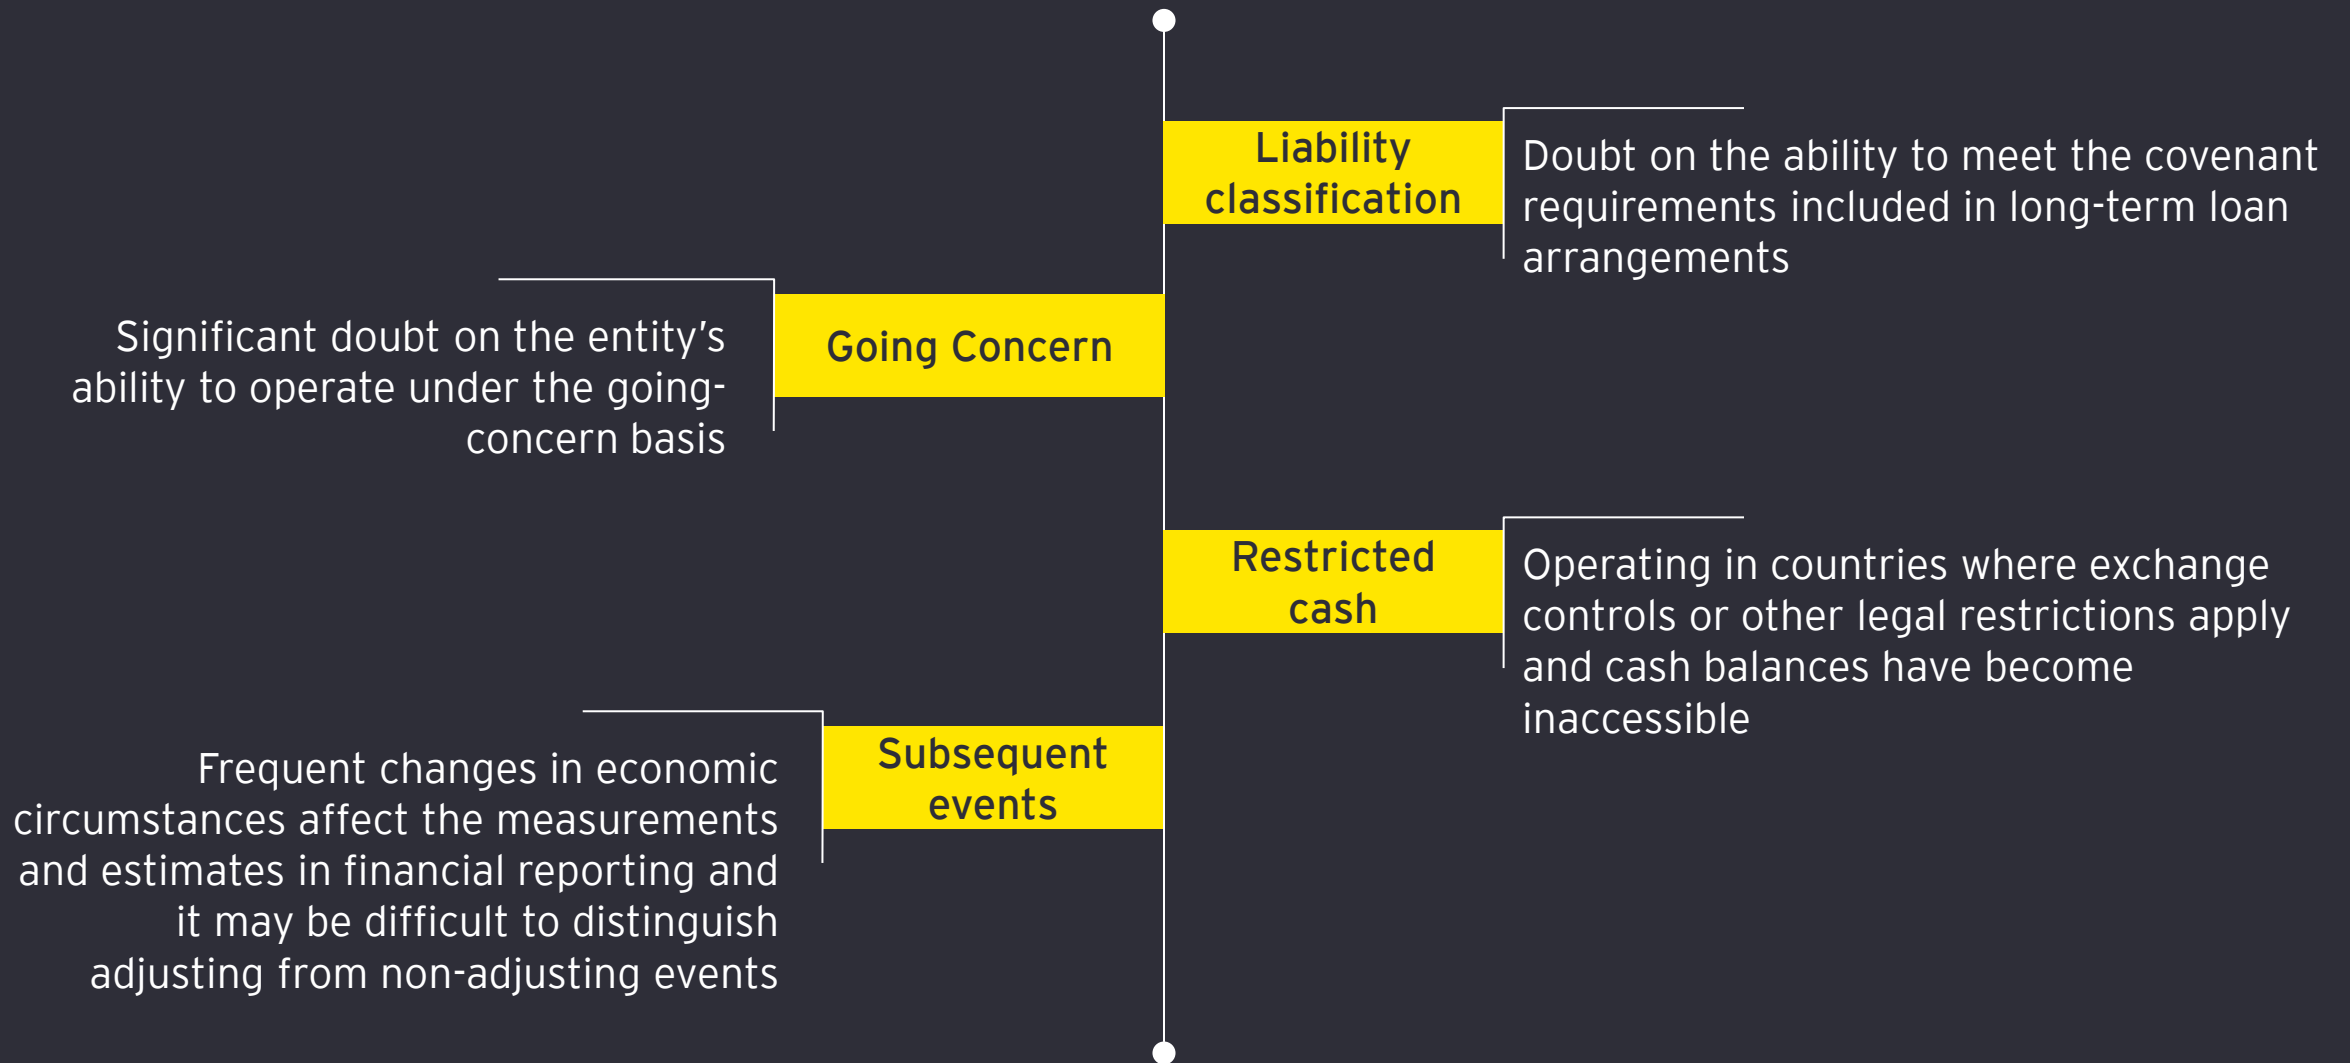 Liability
classification
Doubt on the ability to meet the covenant
requirements included in long-term loan
arrangements
Going Concern
Significant doubt on the entity’s
ability to operate under the going-
concern basis
Restricted
cash
Operating in countries where exchange
controls or other legal restrictions apply
and cash balances have become
inaccessible
Subsequent
events
Frequent changes in economic
circumstances affect the measurements
and estimates in financial reporting and
it may be difficult to distinguish
adjusting from non-adjusting events